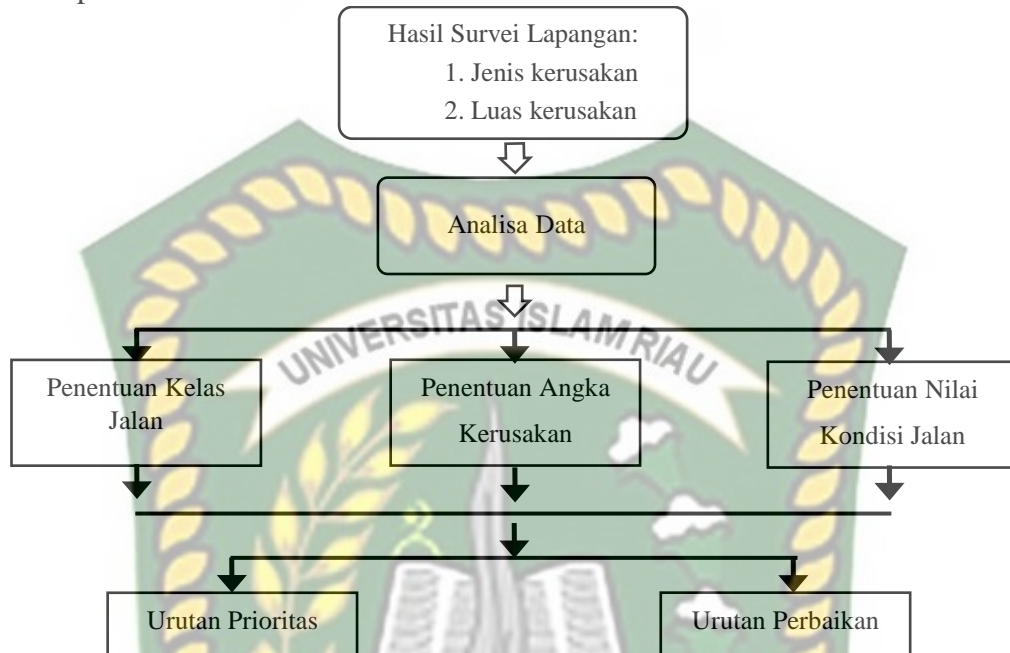 Hasil Survei Lapangan:
1. Jenis kerusakan
2. Luas kerusakan
Analisa Data
UNIVERSITAS ISLAM RIAU
Penentuan Kelas
Jalan
Penentuan Angka
Kerusakan
Penentuan Nilai
Kondisi Jalan
Urutan Prioritas
Urutan Perbaikan